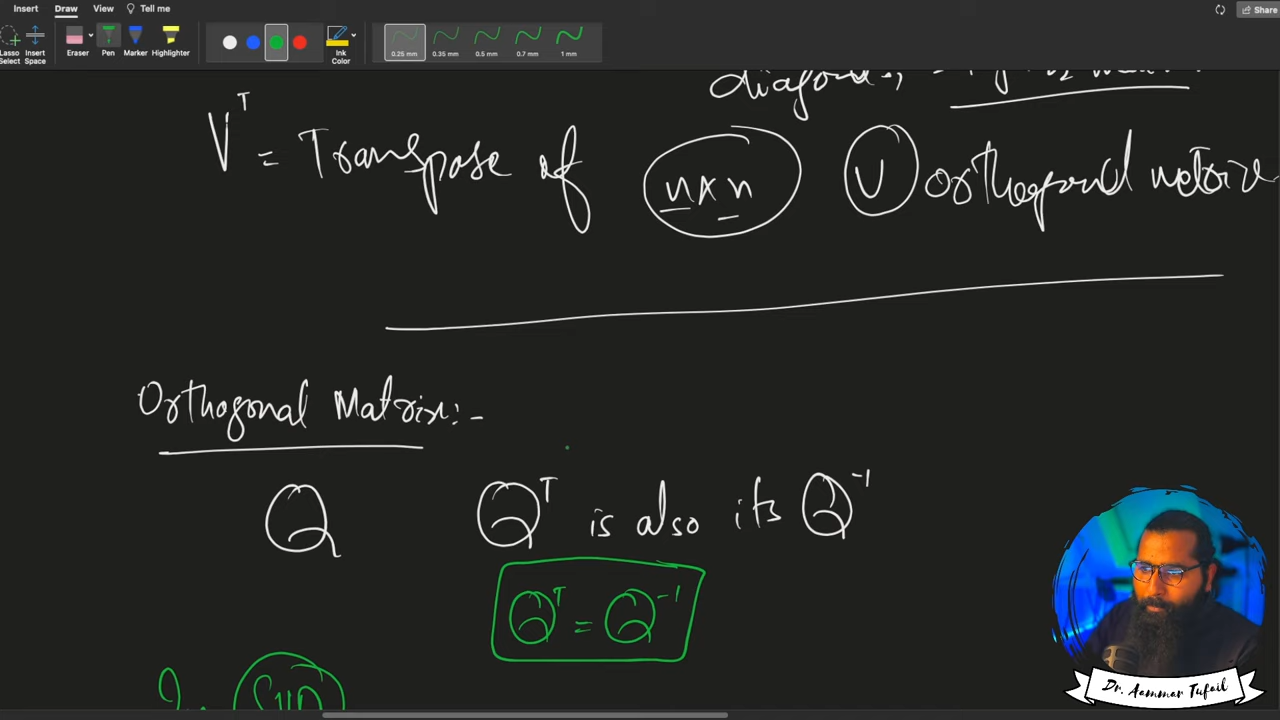 Insert Draw View Tell me Share
Lasso Select Insert Space Eraser Pen Marker Highlighter Ink Color 0.25 mm 0.35 mm 0.5 mm 0.7 mm 1 mm
V^T = Transpose of n x n V orthogonal matrix
Orthogonal Matrix:-
Q Q^T is also its Q^-1
Q^T = Q^-1
In SVD
Dr. Aammar Tufail